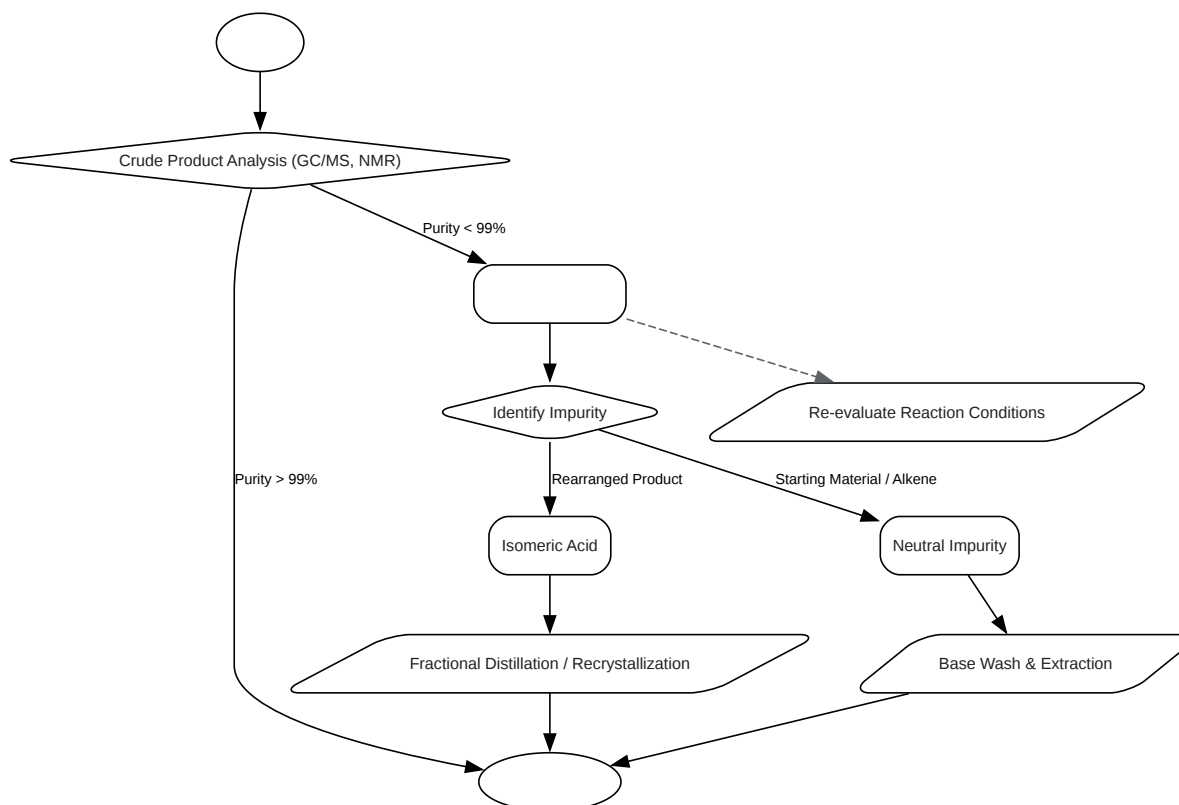 Crude Product Analysis (GC/MS, NMR)
Purity < 99%
Identify Impurity
Re-evaluate Reaction Conditions
Purity > 99%
Rearranged Product
Starting Material / Alkene
Isomeric Acid
Neutral Impurity
Fractional Distillation / Recrystallization
Base Wash & Extraction